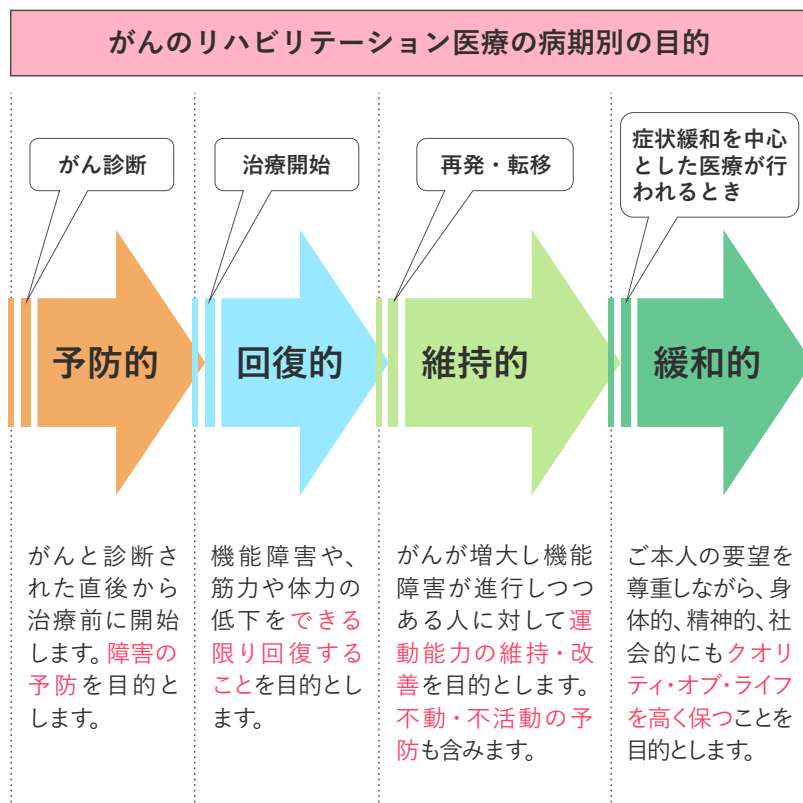 がんのリハビリテーション医療の病期別の目的
がん診断
治療開始
再発・転移
症状緩和を中心
とした医療が行
われるとき
予防的
回復的
維持的
緩和的
がんと診断さ
れた直後から
治療前に開始
します。障害の
予防を目的と
します。
機能障害や、
筋力や体力の
低下をできる
限り回復する
ことを目的とし
ます。
がんが増大し機能
障害が進行しつつ
ある人に対して運
動能力の維持・改
善を目的とします。
不動・不活動の予
防も含みます。
ご本人の要望を
尊重しながら、身
体的、精神的、社
会的にもクオリ
ティ・オブ・ライフ
を高く保つことを
目的とします。